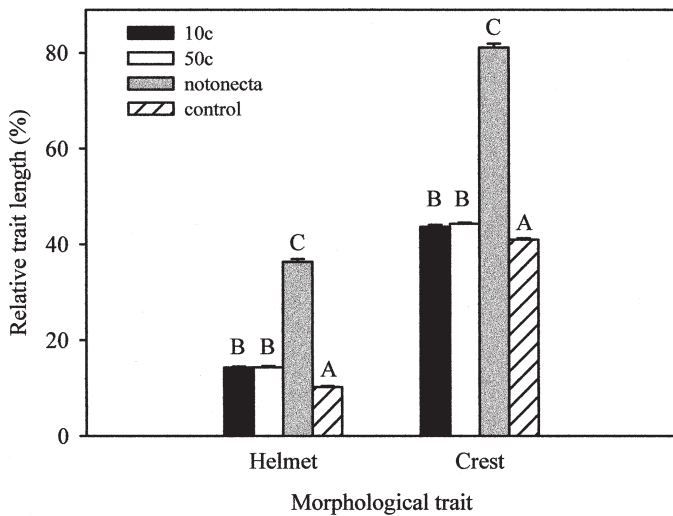 10c
50c
notonecta
control
Relative trait length (%)
80
60
40
20
0
B B C A
B B C A
Helmet Crest
Morphological trait